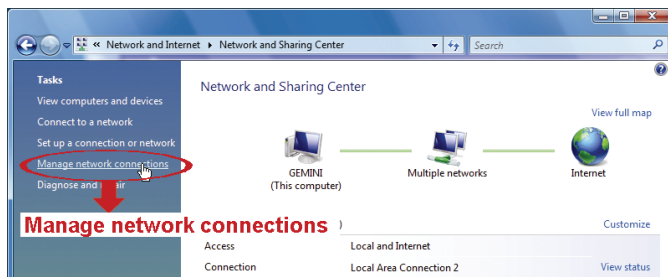 « Network and Internet ▸ Network and Sharing Center
Search
Tasks
View computers and devices
Connect to a network
Set up a connection or network
Manage network connections
Diagnose and
Manage network connections
Network and Sharing Center
View full map
GEMINI
(This computer)
Multiple networks
Internet
) Customize
Access Local and Internet
Connection Local Area Connection 2 View status